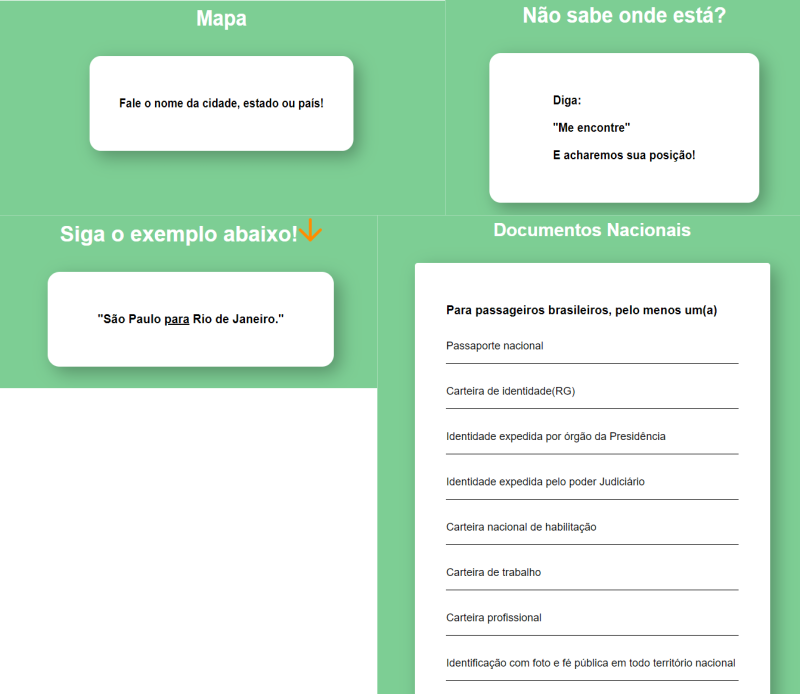 Mapa
Fale o nome da cidade, estado ou país!
Não sabe onde está?
Diga:
"Me encontre"
E acharemos sua posição!
Siga o exemplo abaixo!
"São Paulo para Rio de Janeiro."
Documentos Nacionais
Para passageiros brasileiros, pelo menos um(a)
Passaporte nacional
Carteira de identidade(RG)
Identidade expedida por órgão da Presidência
Identidade expedida pelo poder Judiciário
Carteira nacional de habilitação
Carteira de trabalho
Carteira profissional
Identificação com foto e fé pública em todo território nacional